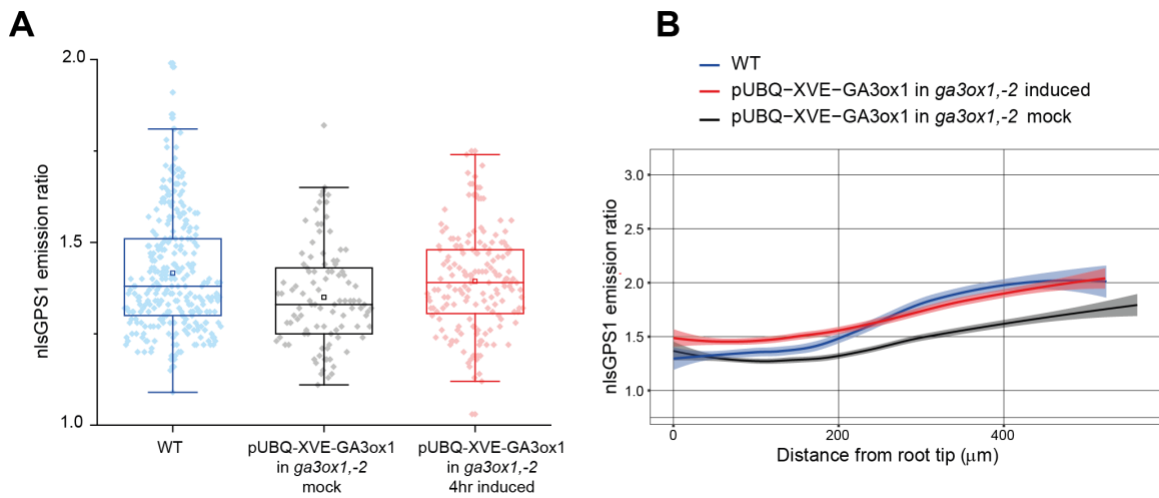 A
nlsGPS1 emission ratio
2.0
1.5
1.0
WT
pUBQ-XVE-GA3ox1
in ga3ox1,-2
mock
pUBQ-XVE-GA3ox1
in ga3ox1,-2
4hr induced
B
WT
pUBQ−XVE−GA3ox1 in ga3ox1,-2 induced
pUBQ−XVE−GA3ox1 in ga3ox1,-2 mock
nlsGPS1 emission ratio
3.0
2.5
2.0
1.5
1.0
0
200
400
Distance from root tip (μm)